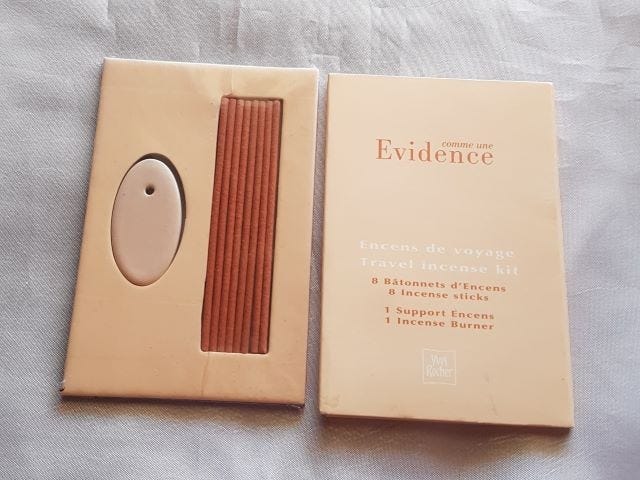 comme une
Evidence
Encens de voyage
Travel incense kit
8 Bâtonnets d'Encens
8 Incense sticks
1 Support Encens
1 Incense Burner
Yves
Rocher